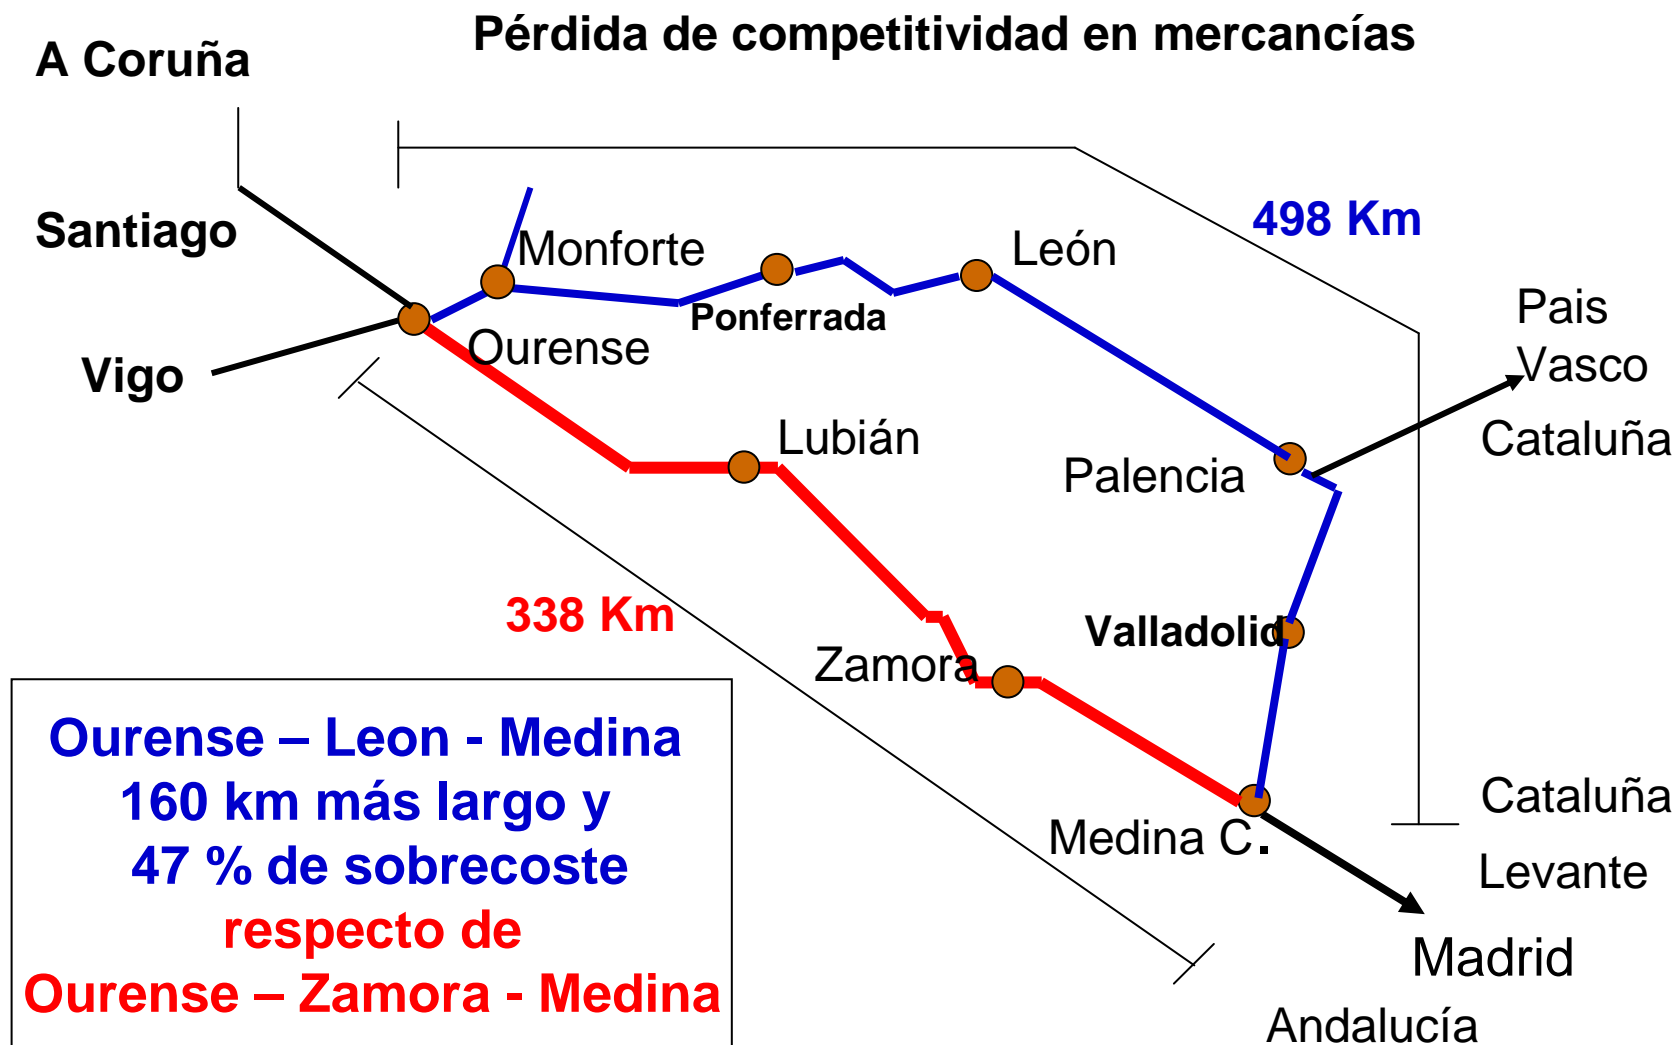 Pérdida de competitividad en mercancías
A Coruña
498 Km
Santiago
Monforte
León
Pais
Vasco
Ponferrada
Ourense
Vigo
Lubián
Cataluña
Palencia
338 Km
Valladolid
Zamora
Ourense – Leon - Medina
160 km más largo y
47 % de sobrecoste
respecto de
Ourense – Zamora - Medina
Cataluña
Medina C.
Levante
Madrid
Andalucía